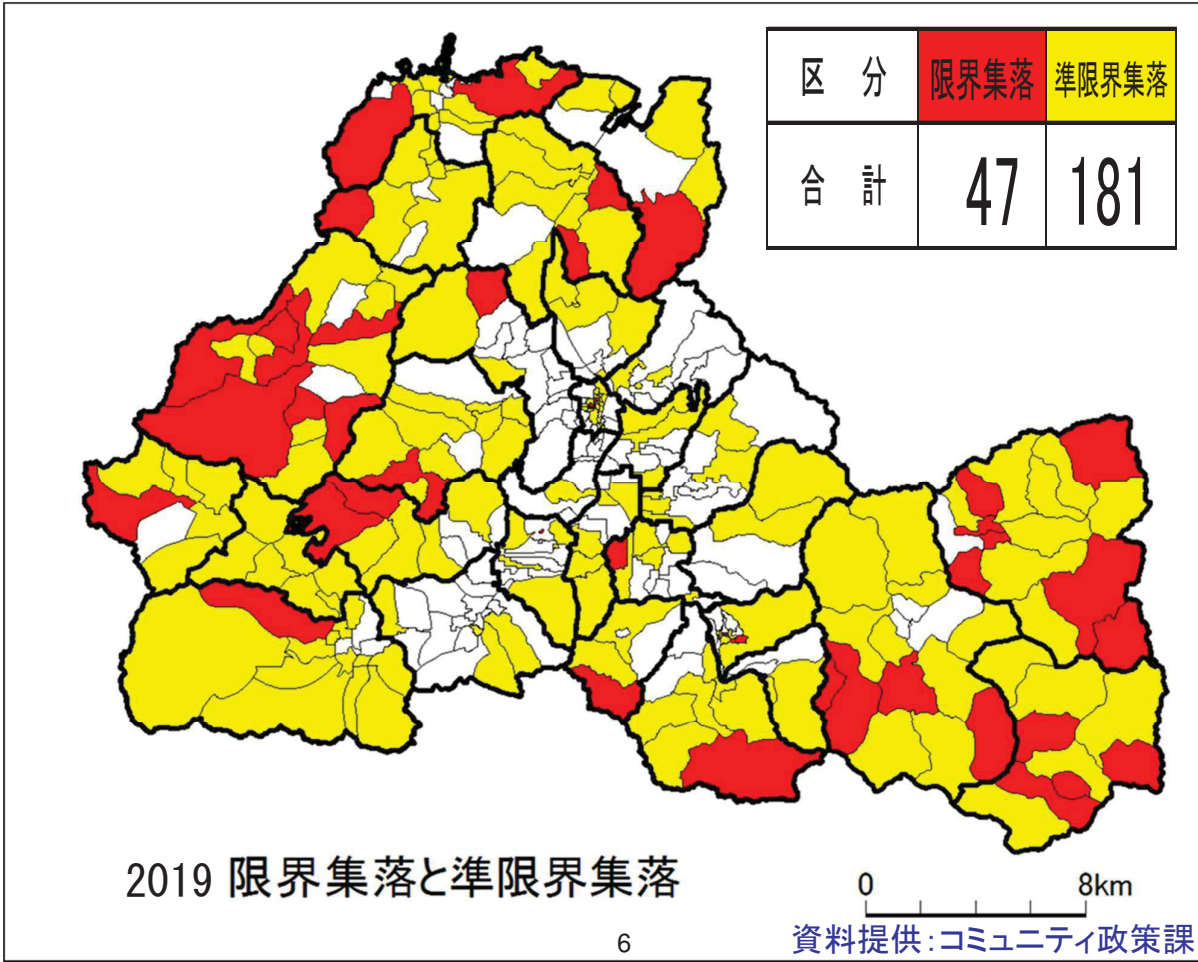 区 分 限界集落 準限界集落
合 計 47 181
2019 限界集落と準限界集落
0 8km
6
資料提供：コミュニティ政策課